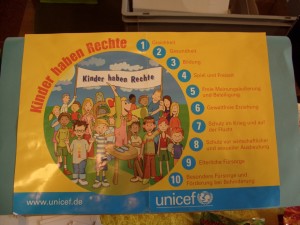 Kinder haben Rechte
Kinder haben Rechte
1 Gleichheit
2 Gesundheit
3 Bildung
4 Spiel und Freizeit
5 Freie Meinungsäußerung
und Beteiligung
6 Gewaltfreie Erziehung
7 Schutz im Krieg und auf
der Flucht
8 Schutz vor wirtschaftlicher
und sexueller Ausbeutung
9 Elterliche Fürsorge
10 Besondere Fürsorge und
Förderung bei Behinderung
www.unicef.de
unicef